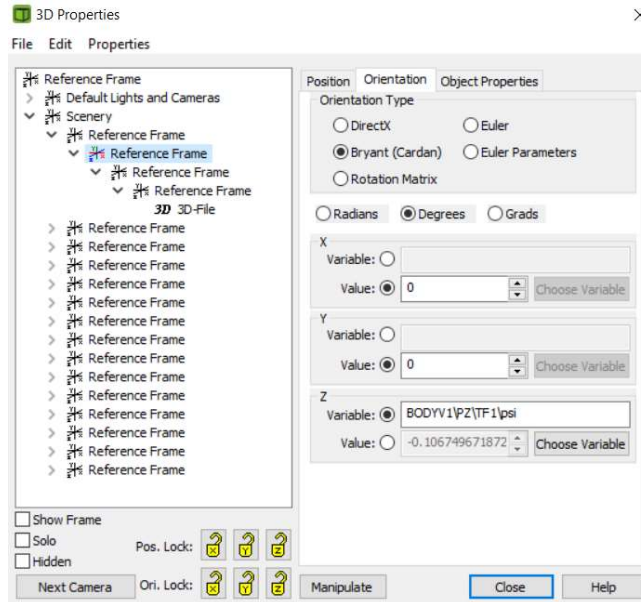 3D Properties
File Edit Properties
Reference Frame
Default Lights and Cameras
Scenery
Reference Frame
Reference Frame
Reference Frame
Reference Frame
3D 3D-File
Reference Frame
Reference Frame
Reference Frame
Reference Frame
Reference Frame
Reference Frame
Reference Frame
Reference Frame
Reference Frame
Reference Frame
Reference Frame
Reference Frame
Reference Frame
Reference Frame
Show Frame
Solo
Hidden
Pos. Lock: X Y Z
Next Camera Ori. Lock: X Y Z
Position Orientation Object Properties
Orientation Type
DirectX Euler
Bryant (Cardan) Euler Parameters
Rotation Matrix
Radians Degrees Grads
X
Variable:
Value: 0 Choose Variable
Y
Variable:
Value: 0 Choose Variable
Z
Variable: BODYV1\PZ\TF1\psi
Value: -0.106749671872 Choose Variable
Manipulate Close Help